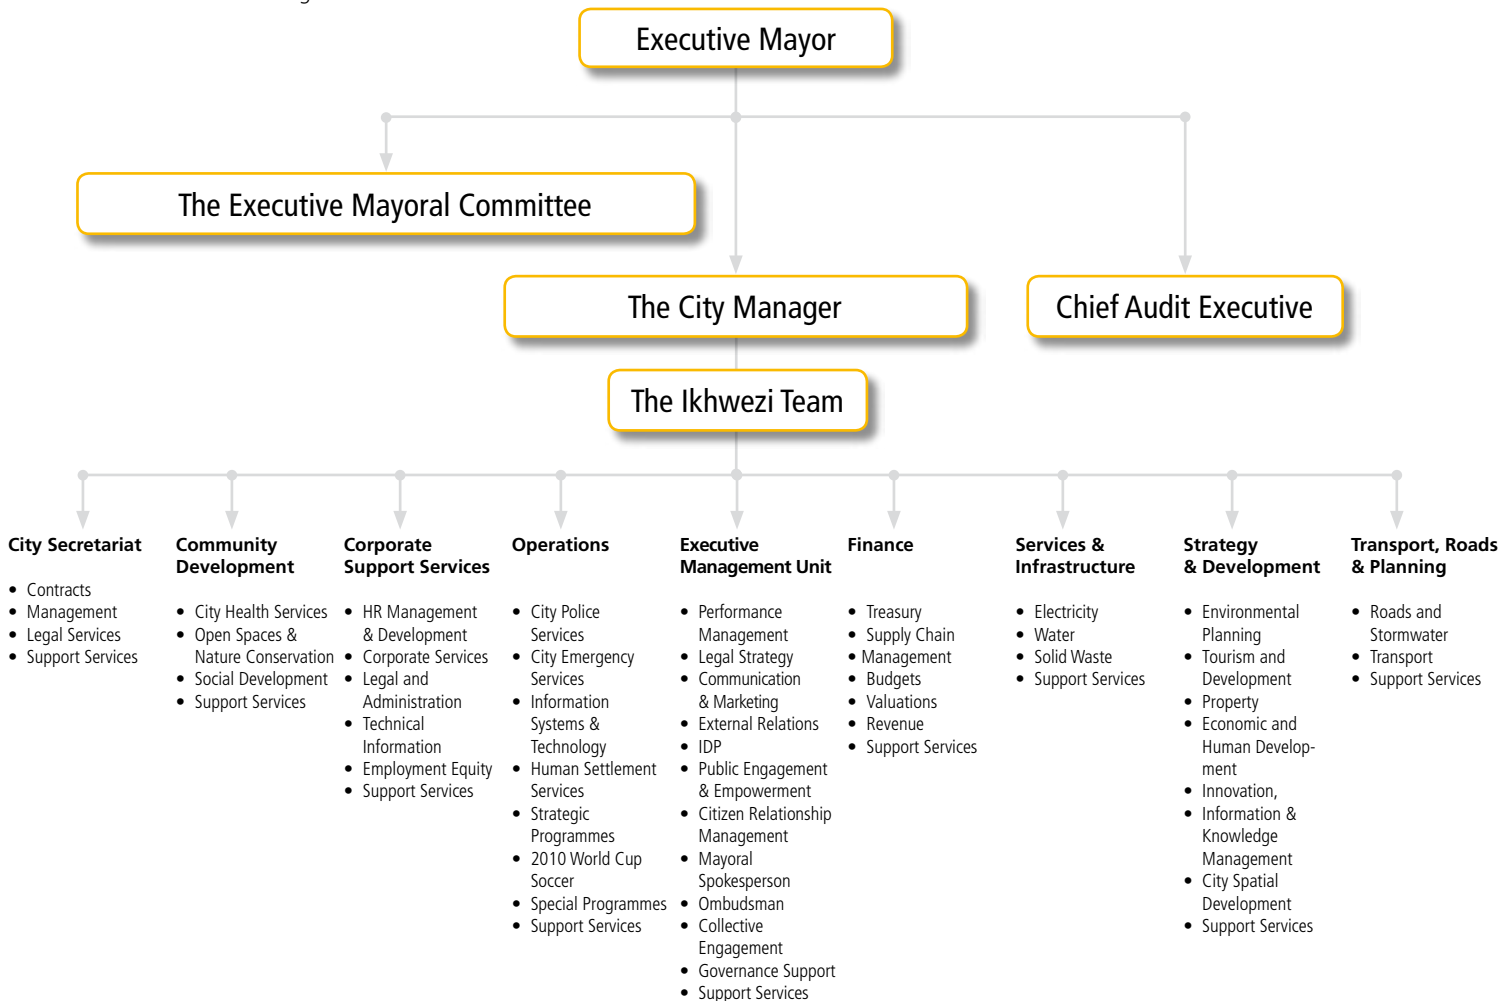 Executive Mayor
The Executive Mayoral Committee
The City Manager
Chief Audit Executive
The Ikhwezi Team
City Secretariat
• Contracts
• Management
• Legal Services
• Support Services
Community
Development
• City Health Services
• Open Spaces &
Nature Conservation
• Social Development
• Support Services
Corporate
Support Services
• HR Management
& Development
• Corporate Services
• Legal and
Administration
• Technical
Information
• Employment Equity
• Support Services
Operations
• City Police
Services
• City Emergency
Services
• Information
Systems &
Technology
• Human Settlement
Services
• Strategic
Programmes
• 2010 World Cup
Soccer
• Special Programmes
• Support Services
Executive
Management Unit
• Performance
Management
• Legal Strategy
• Communication
& Marketing
• External Relations
• IDP
• Public Engagement
& Empowerment
• Citizen Relationship
Management
• Mayoral
Spokesperson
• Ombudsman
• Collective
Engagement
• Governance Support
• Support Services
Finance
• Treasury
• Supply Chain
• Management
• Budgets
• Valuations
• Revenue
• Support Services
Services &
Infrastructure
• Electricity
• Water
• Solid Waste
• Support Services
Strategy
& Development
• Environmental
Planning
• Tourism and
Development
• Property
• Economic and
Human Develop-
ment
• Innovation,
• Information &
Knowledge
Management
• City Spatial
Development
• Support Services
Transport, Roads
& Planning
• Roads and
Stormwater
• Transport
• Support Services